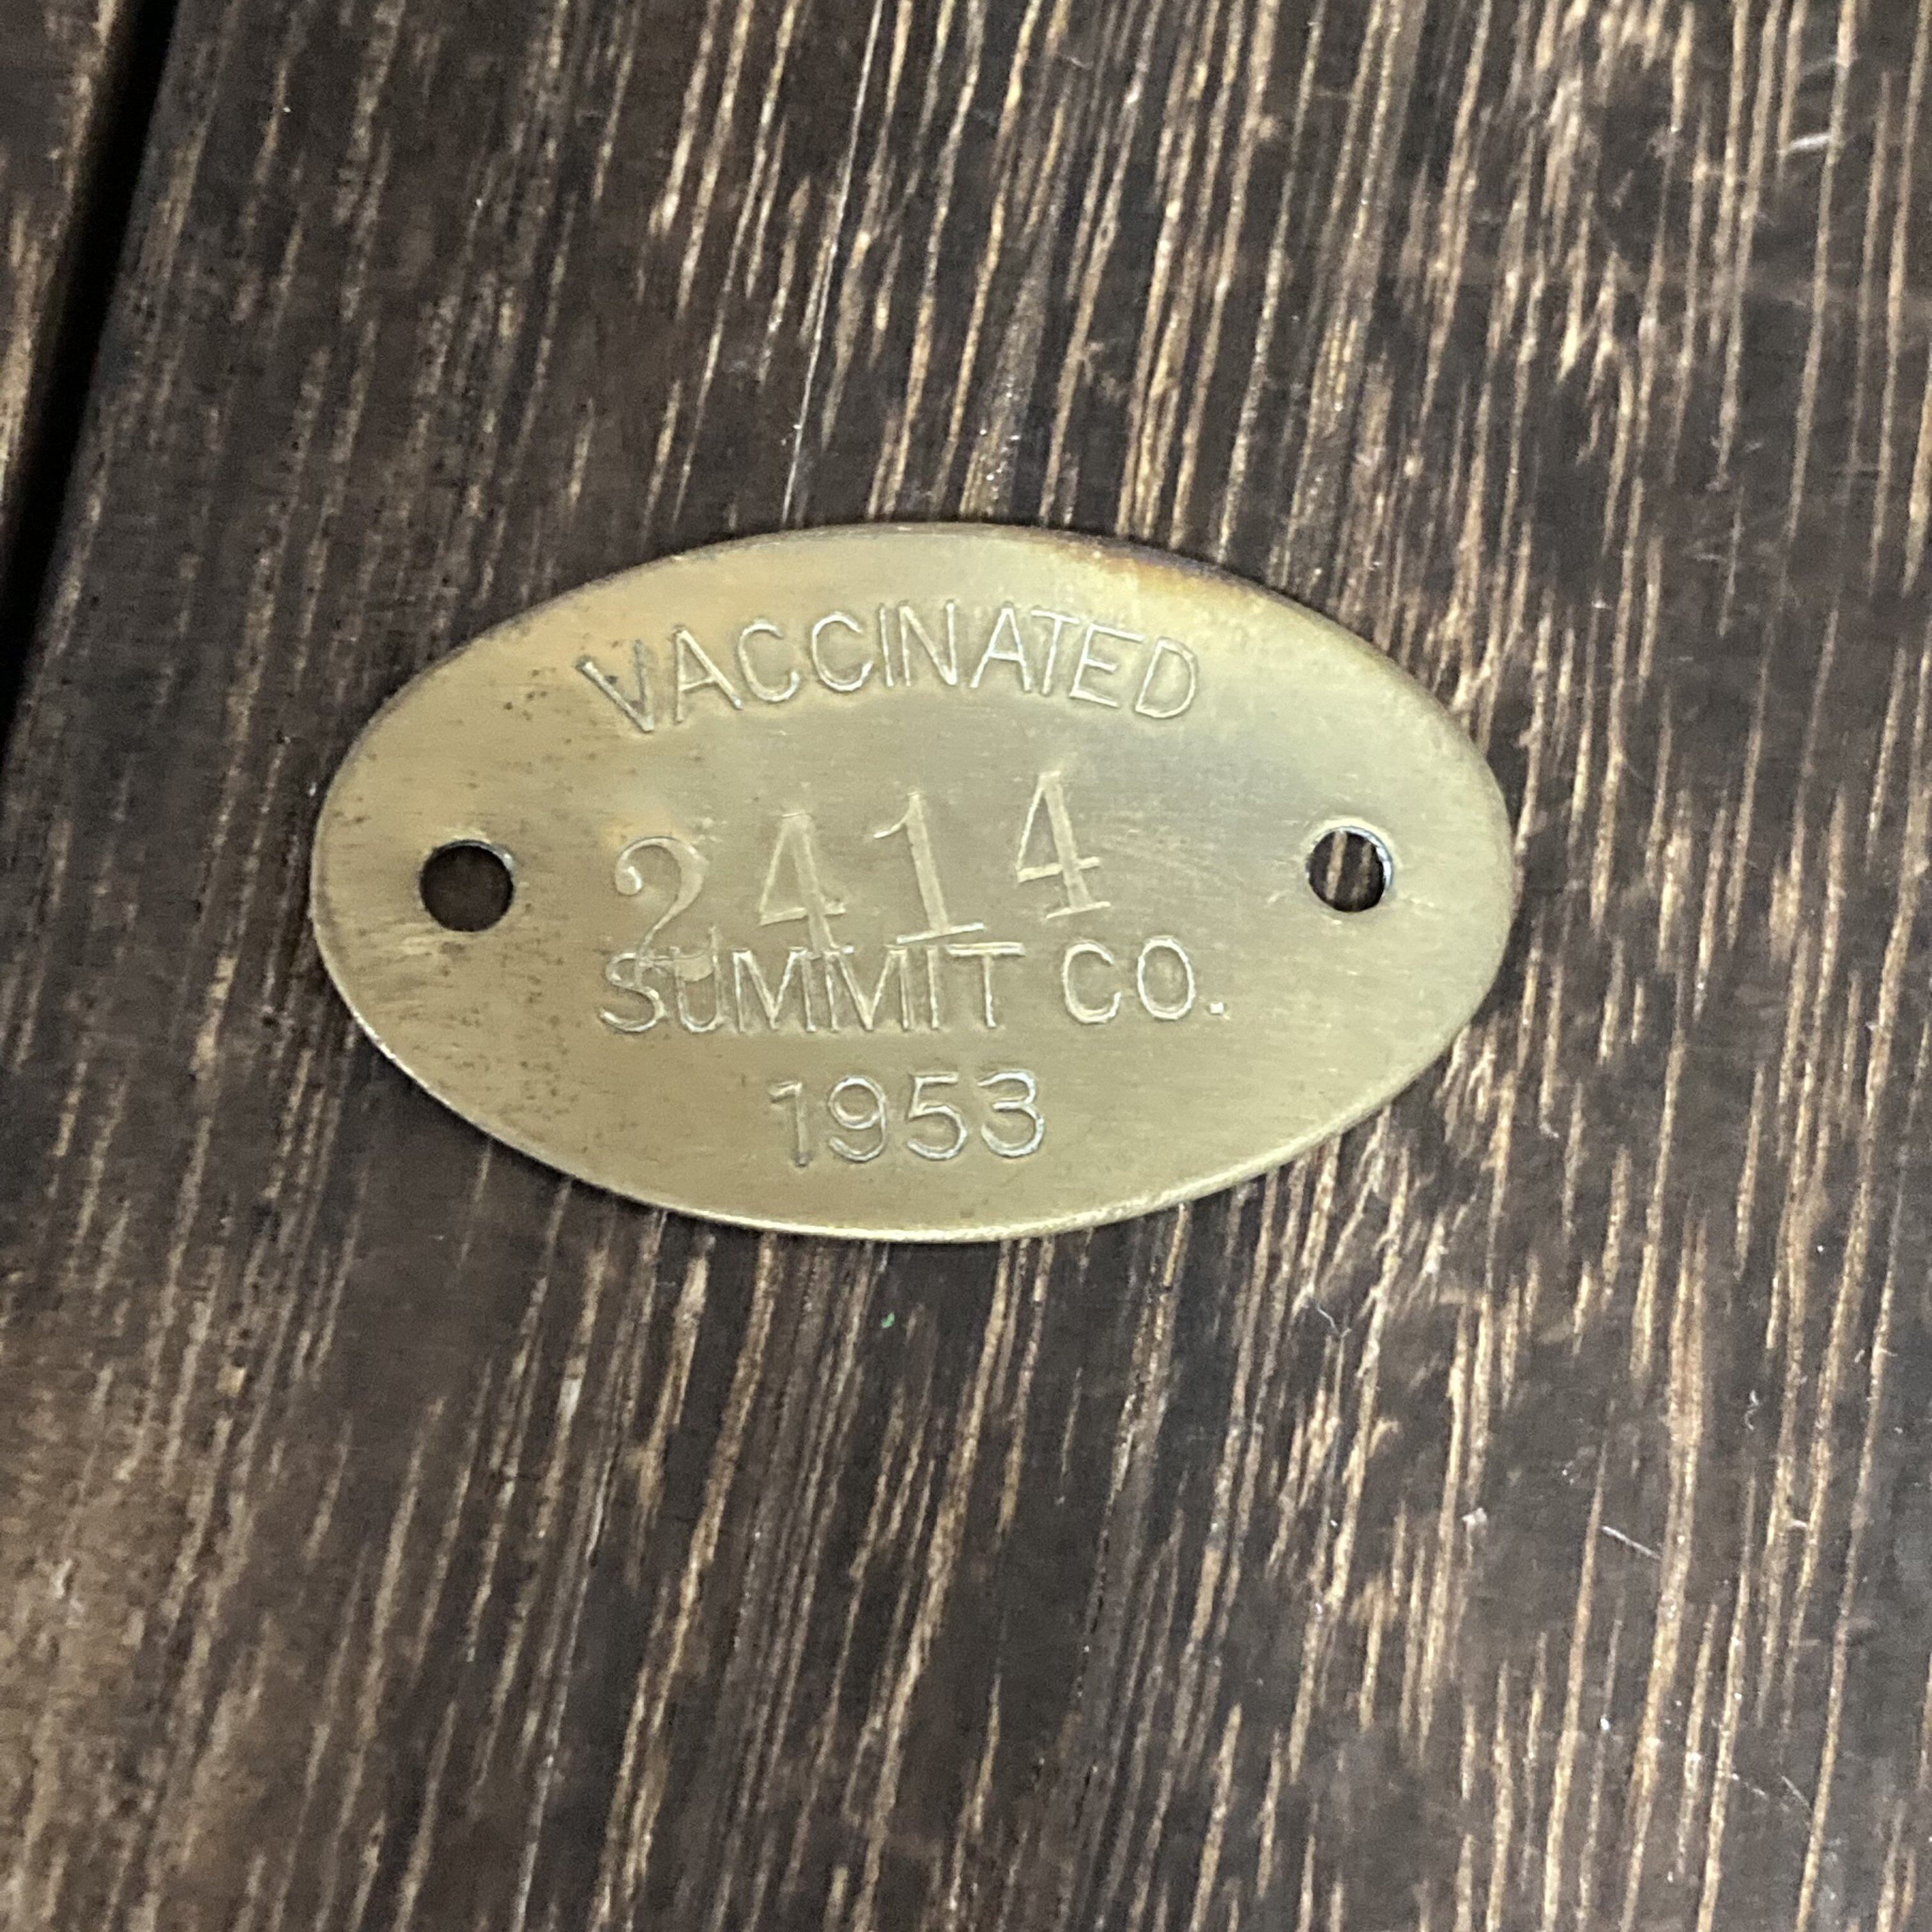 VACCINATED
2414
SUMMIT CO.
1953